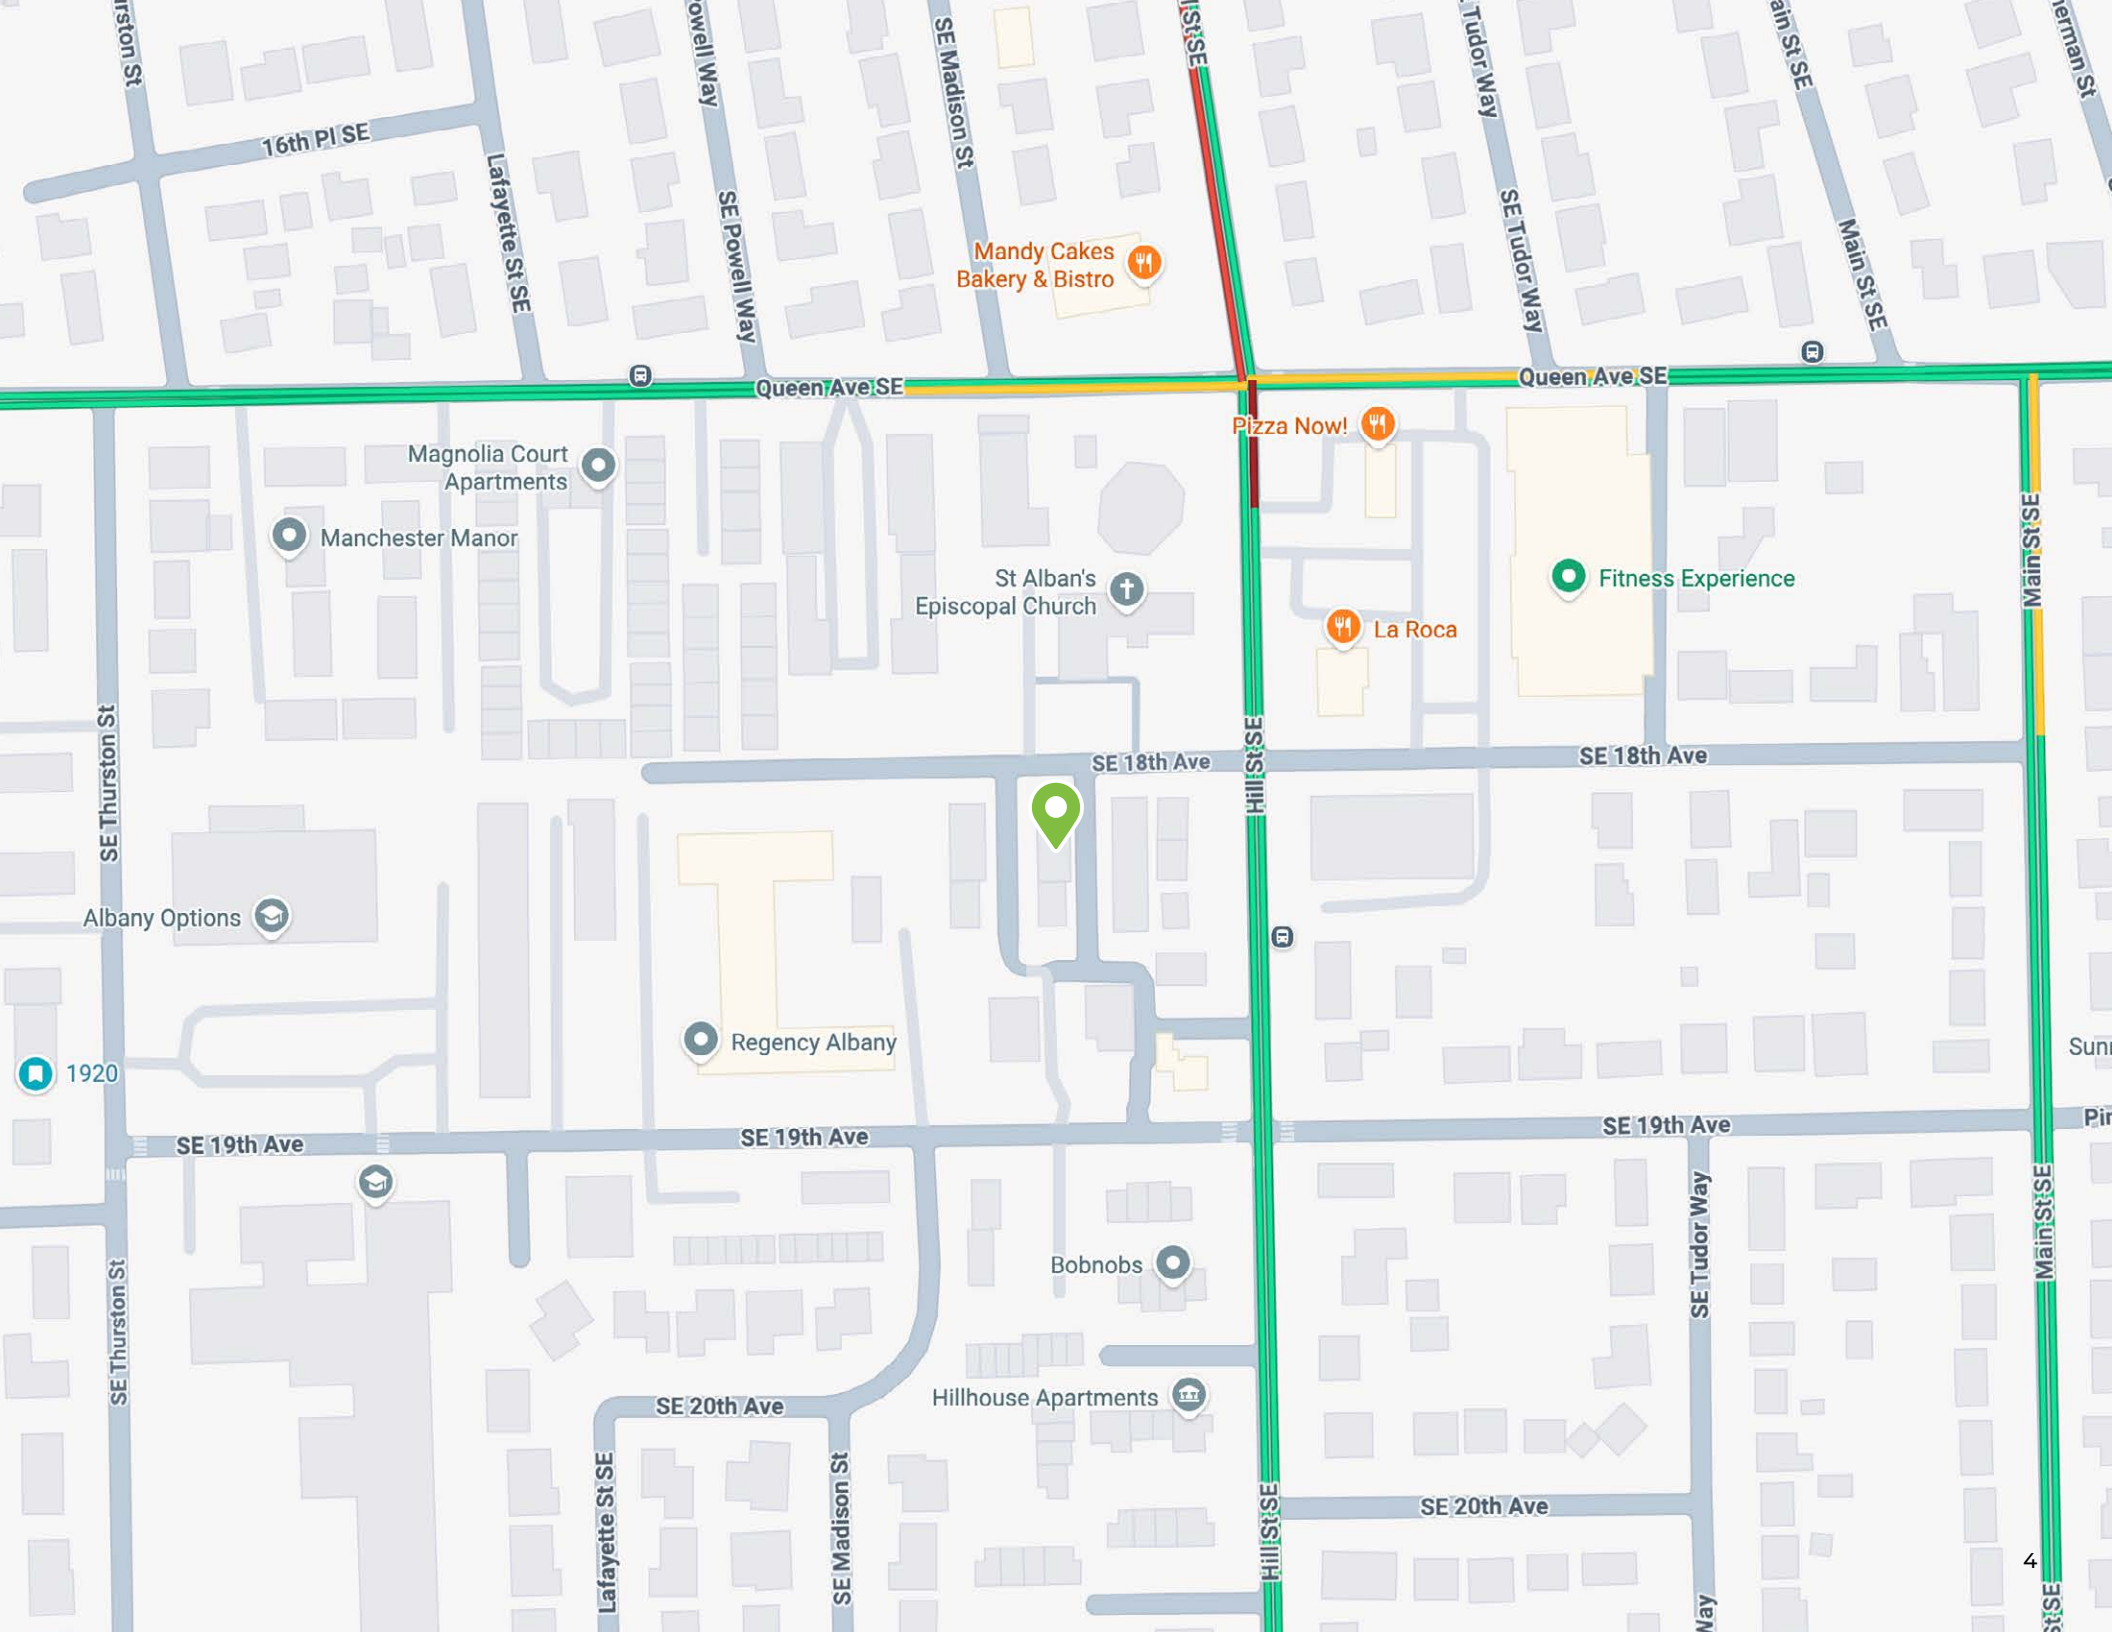 16th Pl SE
Lafayette St SE
SE Powell Way
SE Madison St
SE Tudor Way
Main St SE
Mandy Cakes
Bakery & Bistro
Queen Ave SE
Queen Ave SE
Pizza Now!
Magnolia Court
Apartments
Manchester Manor
St Alban's
Episcopal Church
Fitness Experience
La Roca
Main St SE
SE Thurston St
Hill St SE
SE 18th Ave
SE 18th Ave
Albany Options
Regency Albany
1920
SE 19th Ave
SE 19th Ave
SE 19th Ave
SE Thurston St
SE Tudor Way
Main St SE
Bobnobs
Hillhouse Apartments
SE 20th Ave
Lafayette St SE
SE Madison St
Hill St SE
SE 20th Ave
4